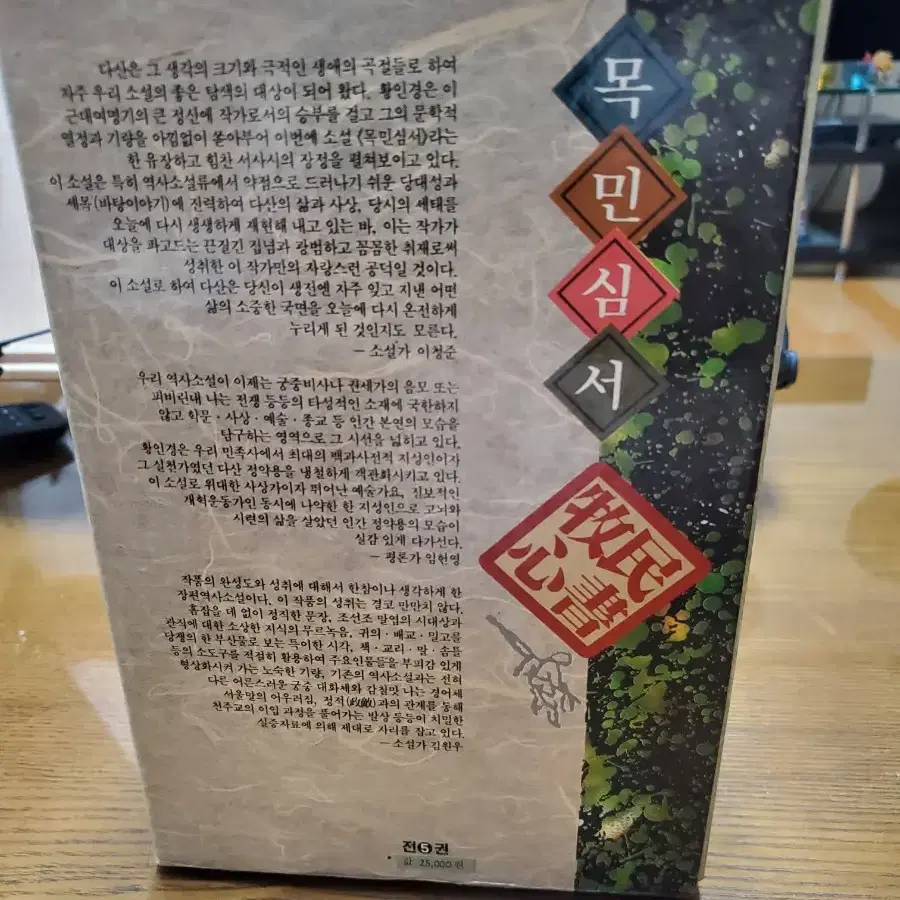 다산은 그 생각의 크기와 극적인 생애의 곡절들로 하여
자주 우리 소설의 좋은 탐색의 대상이 되어 왔다. 황인경은 이
근대여명기의 큰 정신에 작가로서의 승부를 걸고 그의 문학적
열정과 기량을 아낌없이 쏟아부어 이번에 소설 《목민심서》라는
한 유장하고 힘찬 서사시의 장정을 펼쳐보이고 있다.
이 소설은 특히 역사소설류에서 약점으로 드러나기 쉬운 당대성과
세목(바탕이야기)에 전력하여 다산의 삶과 사상, 당시의 세태를
오늘에 다시 생생하게 재현해 내고 있는 바, 이는 작가가
대상을 파고드는 끈질긴 집념과 광범하고 꼼꼼한 취재로써
성취한 이 작가만의 자랑스런 공덕일 것이다.
이 소설로 하여 다산은 당신이 생전엔 자주 잊고 지낸 어떤
삶의 소중한 국면을 오늘에 다시 온전하게
누리게 된 것인지도 모른다.
– 소설가 이청준
우리 역사소설이 이제는 궁중비사나 권세가의 음모 또는
피비린내 나는 전쟁 등등의 타성적인 소재에 국한하지
않고 학문·사상·예술·종교 등 인간 본연의 모습을
탐구하는 영역으로 그 시선을 넓히고 있다.
황인경은 우리 민족사에서 최대의 백과사전적 지성인이자
그 실천가였던 다산 정약용을 냉철하게 객관화시키고 있다.
이 소설로 위대한 사상가이자 뛰어난 예술가요, 진보적인
개혁운동가인 동시에 나약한 한 지성인으로 고뇌와
시련의 삶을 살았던 인간 정약용의 모습이
실감 있게 다가선다.
– 평론가 임헌영
작품의 완성도와 성취에 대해서 한참이나 생각하게 한
장편역사소설이다. 이 작품의 성취는 결코 만만치 않다.
흠잡을 데 없이 정직한 문장, 조선조 말엽의 시대상과
관직에 대한 소상한 지식의 무르녹음, 귀의·배교·밀고를
당쟁의 한 부산물로 보는 특이한 시각, 책·교리·말·솜틀
등의 소도구를 적절히 활용하여 주요인물들을 부피감 있게
형상화시켜 가는 노숙한 기량, 기존의 역사소설과는 전혀
다른 어른스러운 궁중 대화체와 감칠맛 나는 경어체
서울말의 어우러짐, 정적(政敵)과의 관계를 통해
천주교의 이입 과정을 풀어가는 발상 등등이 치밀한
실증자료에 의해 제대로 자리를 잡고 있다.
– 소설가 김원우
목
민
심
서
牧民
心書
전5권
값 25,000원